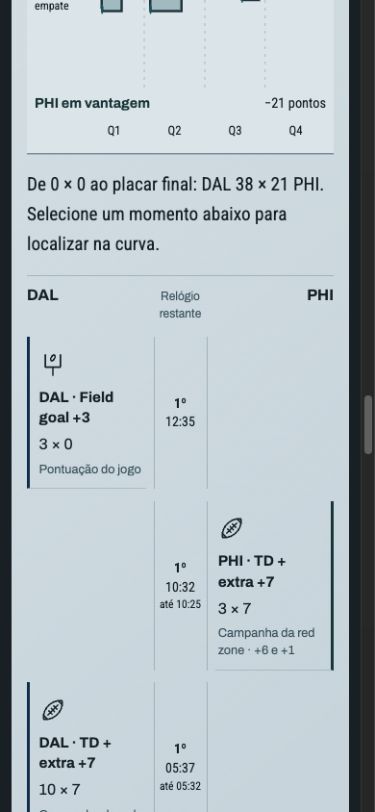 empate
PHI em vantagem
−21 pontos
Q1 Q2 Q3 Q4
De 0 × 0 ao placar final: DAL 38 × 21 PHI.
Selecione um momento abaixo para
localizar na curva.
DAL
Relógio
restante
PHI
DAL · Field
goal +3
3 × 0
Pontuação do jogo
1º
12:35
1º
10:32
até 10:25
PHI · TD +
extra +7
3 × 7
Campanha da red
zone · +6 e +1
DAL · TD +
extra +7
10 × 7
1º
05:37
até 05:32